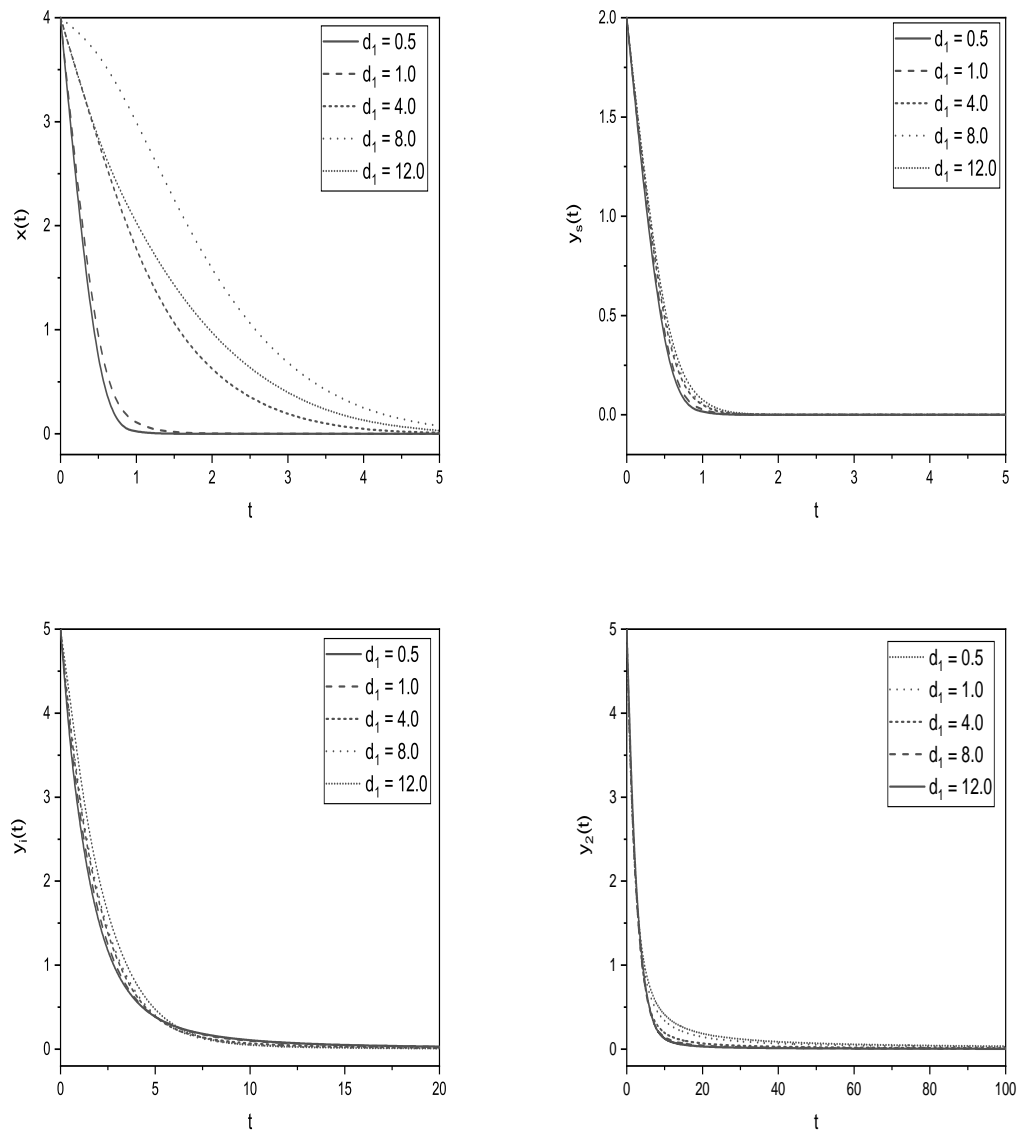 4
3
2
1
0
x(t)
d1 = 0.5
d1 = 1.0
d1 = 4.0
d1 = 8.0
d1 = 12.0
0 1 2 3 4 5
t
2.0
1.5
1.0
0.5
0.0
ys(t)
d1 = 0.5
d1 = 1.0
d1 = 4.0
d1 = 8.0
d1 = 12.0
0 1 2 3 4 5
t
5
4
3
2
1
0
yi(t)
d1 = 0.5
d1 = 1.0
d1 = 4.0
d1 = 8.0
d1 = 12.0
0 5 10 15 20
t
5
4
3
2
1
0
y2(t)
d1 = 0.5
d1 = 1.0
d1 = 4.0
d1 = 8.0
d1 = 12.0
0 20 40 60 80 100
t